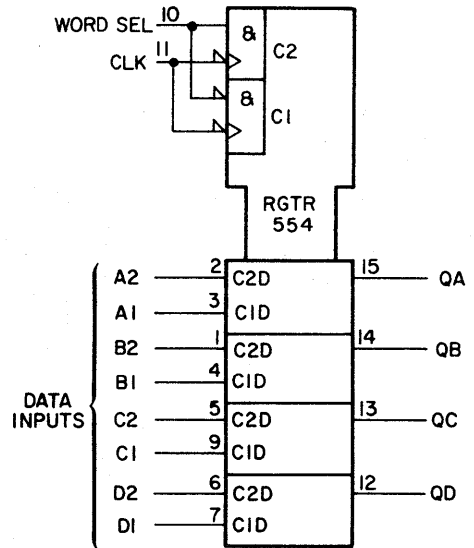 WORD SEL 10
&
C2
CLK 11
&
C1
RGTR
554
DATA
INPUTS
A2 2 C2D 15 QA
A1 3 C1D
B2 1 C2D 14 QB
B1 4 C1D
C2 5 C2D 13 QC
C1 9 C1D
D2 6 C2D 12 QD
D1 7 C1D